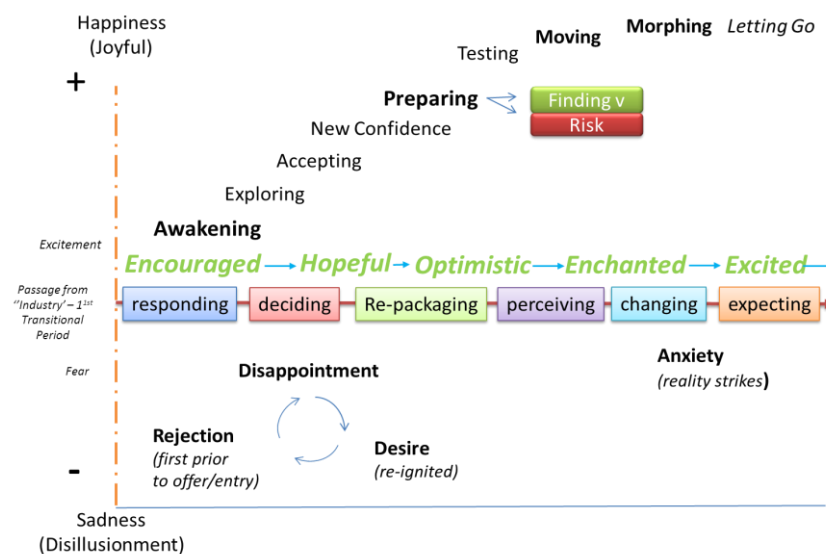 Happiness
(Joyful)
+
Testing
Moving
Morphing
Letting Go
Preparing
Finding v
Risk
New Confidence
Accepting
Exploring
Awakening
Excitement
Encouraged
Hopeful
Optimistic
Enchanted
Excited
Passage from
‘’Industry’ – 1¹ˢᵗ
Transitional
Period
responding
deciding
Re-packaging
perceiving
changing
expecting
Fear
Anxiety
(reality strikes)
Disappointment
Rejection
(first prior
to offer/entry)
Desire
(re-ignited)
-
Sadness
(Disillusionment)